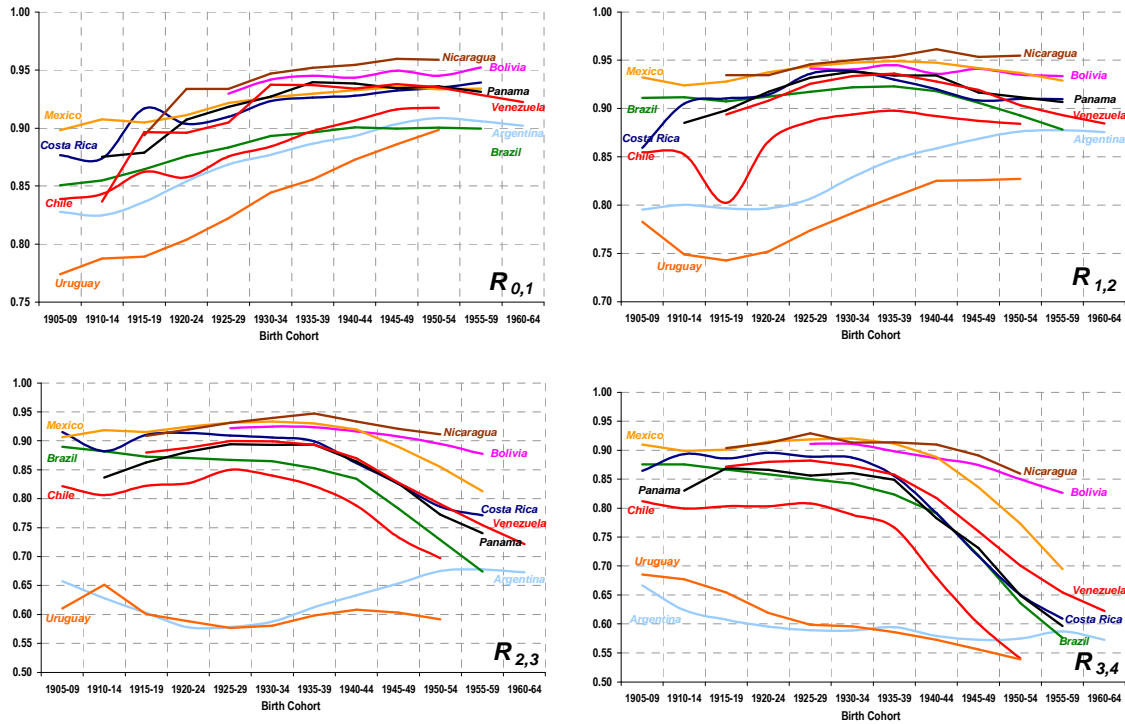 1.00
0.95
0.90
0.85
0.80
0.75
Nicaragua
Bolivia
Panama
Venezuela
Mexico
Costa Rica
Argentina
Brazil
Chile
Uruguay
R 0,1
1905-09 1910-14 1915-19 1920-24 1925-29 1930-34 1935-39 1940-44 1945-49 1950-54 1955-59 1960-64
Birth Cohort
1.00
0.95
0.90
0.85
0.80
0.75
0.70
Nicaragua
Mexico
Bolivia
Brazil
Panama
Venezuela
Costa Rica
Argentina
Chile
Uruguay
R 1,2
1905-09 1910-14 1915-19 1920-24 1925-29 1930-34 1935-39 1940-44 1945-49 1950-54 1955-59 1960-64
Birth Cohort
1.00
0.95
0.90
0.85
0.80
0.75
0.70
0.65
0.60
0.55
0.50
Mexico
Nicaragua
Bolivia
Brazil
Chile
Costa Rica
Venezuela
Panama
Argentina
Uruguay
R 2,3
1905-09 1910-14 1915-19 1920-24 1925-29 1930-34 1935-39 1940-44 1945-49 1950-54 1955-59 1960-64
Birth Cohort
1.00
0.95
0.90
0.85
0.80
0.75
0.70
0.65
0.60
0.55
0.50
Mexico
Nicaragua
Bolivia
Panama
Chile
Uruguay
Venezuela
Argentina
Costa Rica
Brazil
R 3,4
1905-09 1910-14 1915-19 1920-24 1925-29 1930-34 1935-39 1940-44 1945-49 1950-54 1955-59 1960-64
Birth Cohort